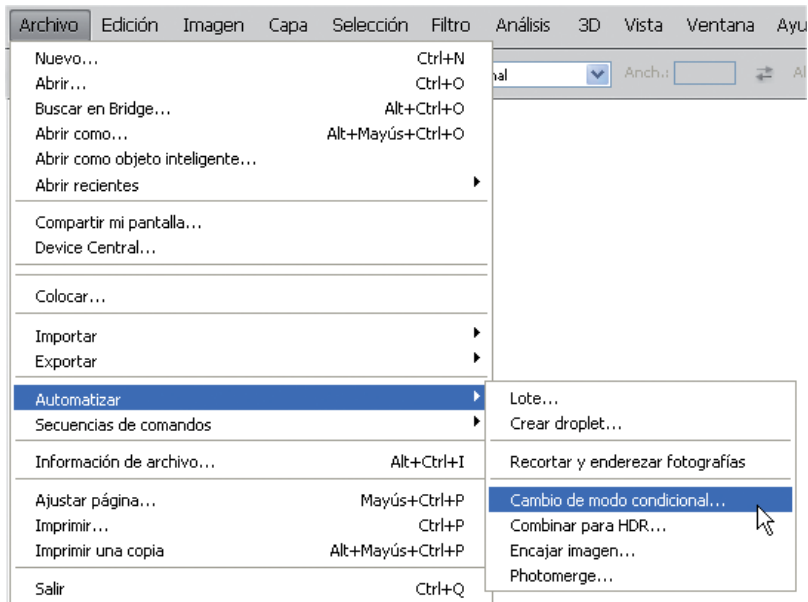 Archivo Edición Imagen Capa Selección Filtro Análisis 3D Vista Ventana
Anch.:
Nuevo... Ctrl+N
Abrir... Ctrl+O
Buscar en Bridge... Alt+Ctrl+O
Abrir como... Alt+Mayús+Ctrl+O
Abrir como objeto inteligente...
Abrir recientes
Compartir mi pantalla...
Device Central...
Colocar...
Importar
Exportar
Automatizar
Secuencias de comandos
Información de archivo... Alt+Ctrl+I
Ajustar página... Mayús+Ctrl+P
Imprimir... Ctrl+P
Imprimir una copia Alt+Mayús+Ctrl+P
Salir Ctrl+Q
Lote...
Crear droplet...
Recortar y enderezar fotografías
Cambio de modo condicional...
Combinar para HDR...
Encajar imagen...
Photomerge...